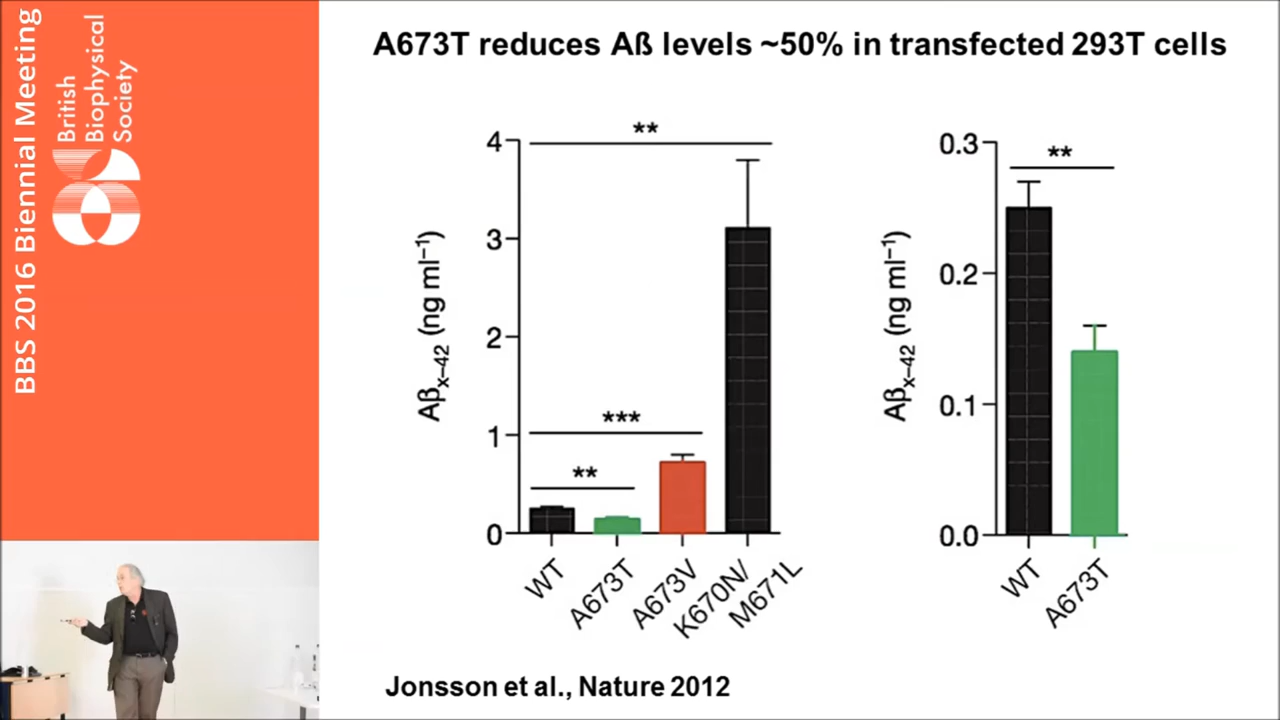 BBS 2016 Biennial Meeting
British
Biophysical
Society
A673T reduces Aß levels ~50% in transfected 293T cells
Aβx–42 (ng ml⁻¹)
4
3
2
1
0
**
***
**
WT
A673T
A673V
K670N/
M671L
Aβx–42 (ng ml⁻¹)
0.3
0.2
0.1
0.0
**
WT
A673T
Jonsson et al., Nature 2012